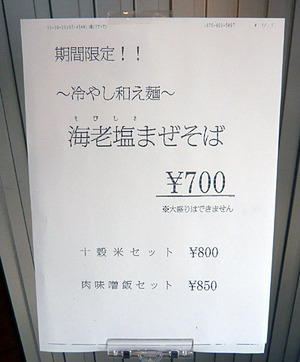 期間限定！！
～冷やし和え麺～
えびしお
海老塩まぜそば
¥700
※大盛りはできません
十穀米セット ¥800
肉味噌飯セット ¥850